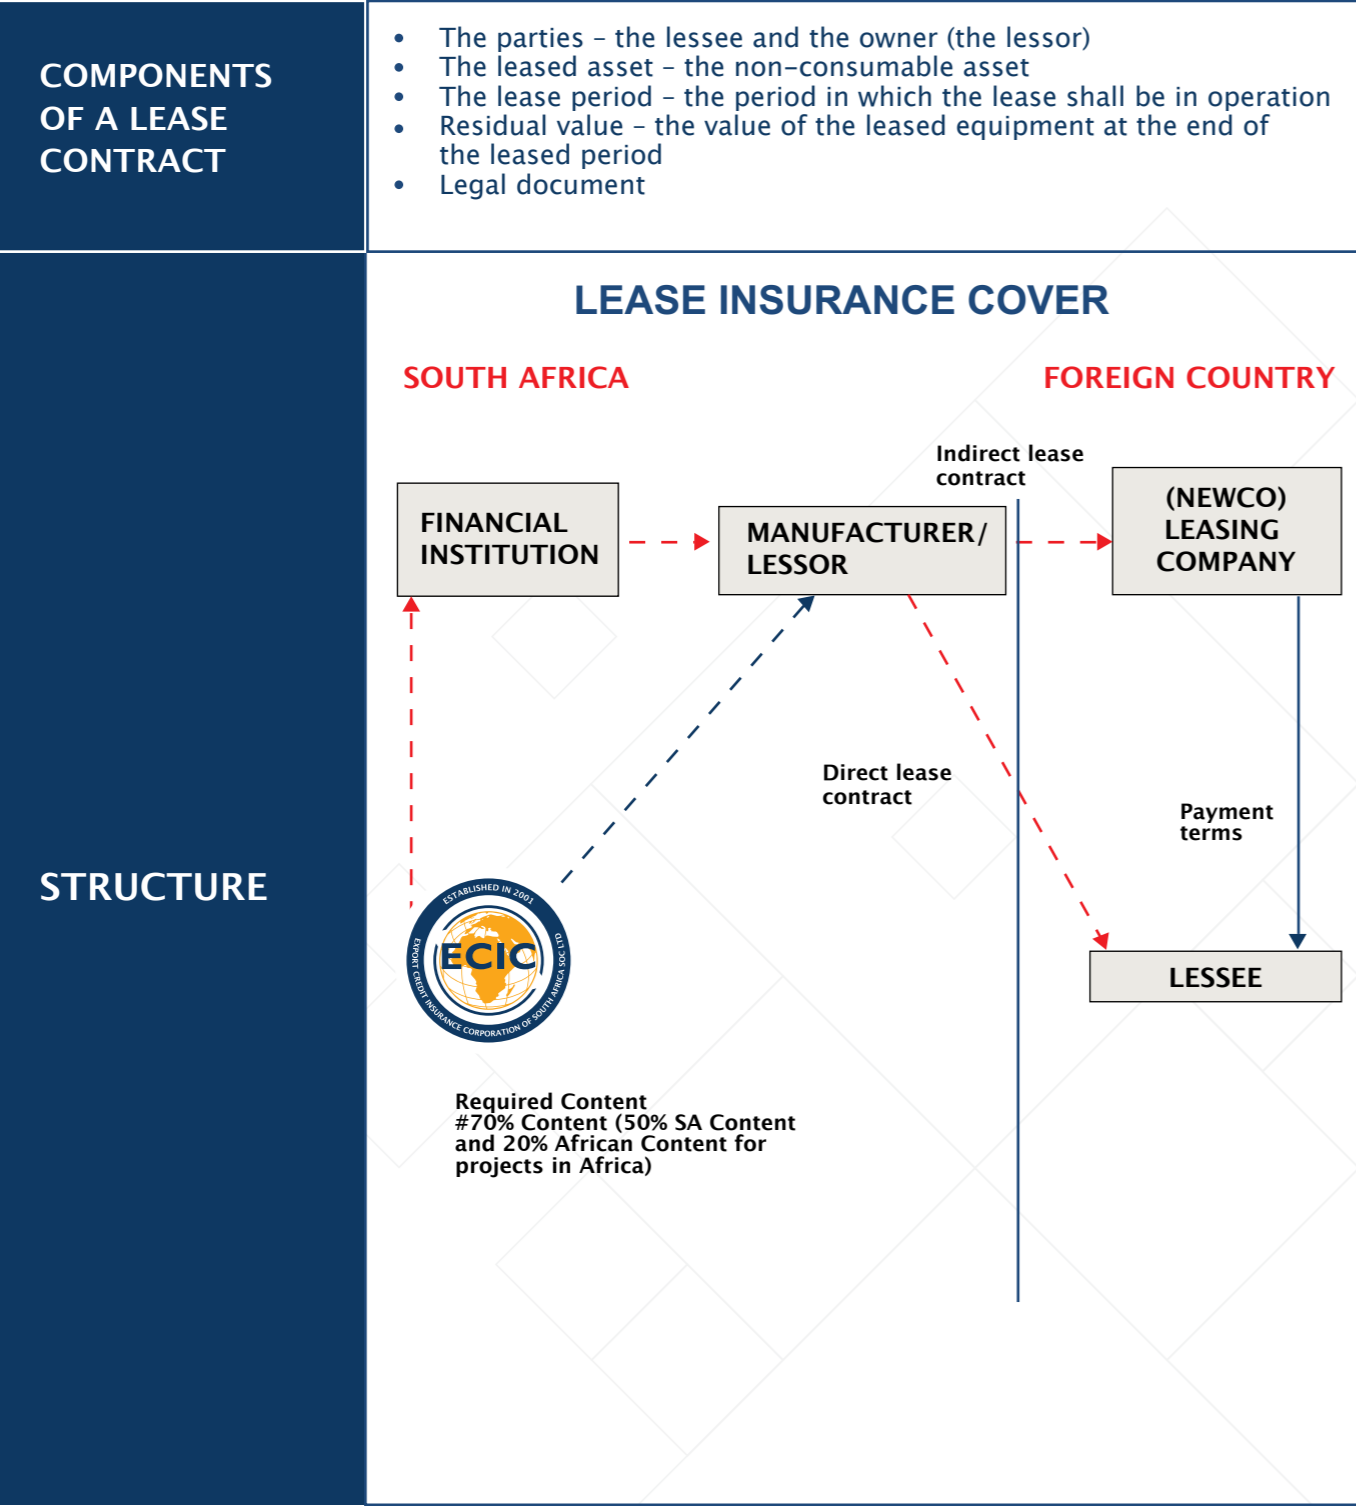 COMPONENTS
OF A LEASE
CONTRACT
• The parties – the lessee and the owner (the lessor)
• The leased asset – the non–consumable asset
• The lease period – the period in which the lease shall be in operation
• Residual value – the value of the leased equipment at the end of
the leased period
• Legal document
STRUCTURE
LEASE INSURANCE COVER
SOUTH AFRICA
FOREIGN COUNTRY
Indirect lease
contract
FINANCIAL
INSTITUTION
MANUFACTURER/
LESSOR
(NEWCO)
LEASING
COMPANY
Direct lease
contract
Payment
terms
ESTABLISHED IN 2001
ECIC
EXPORT CREDIT INSURANCE CORPORATION OF SOUTH AFRICA SOC LTD
LESSEE
Required Content
#70% Content (50% SA Content
and 20% African Content for
projects in Africa)